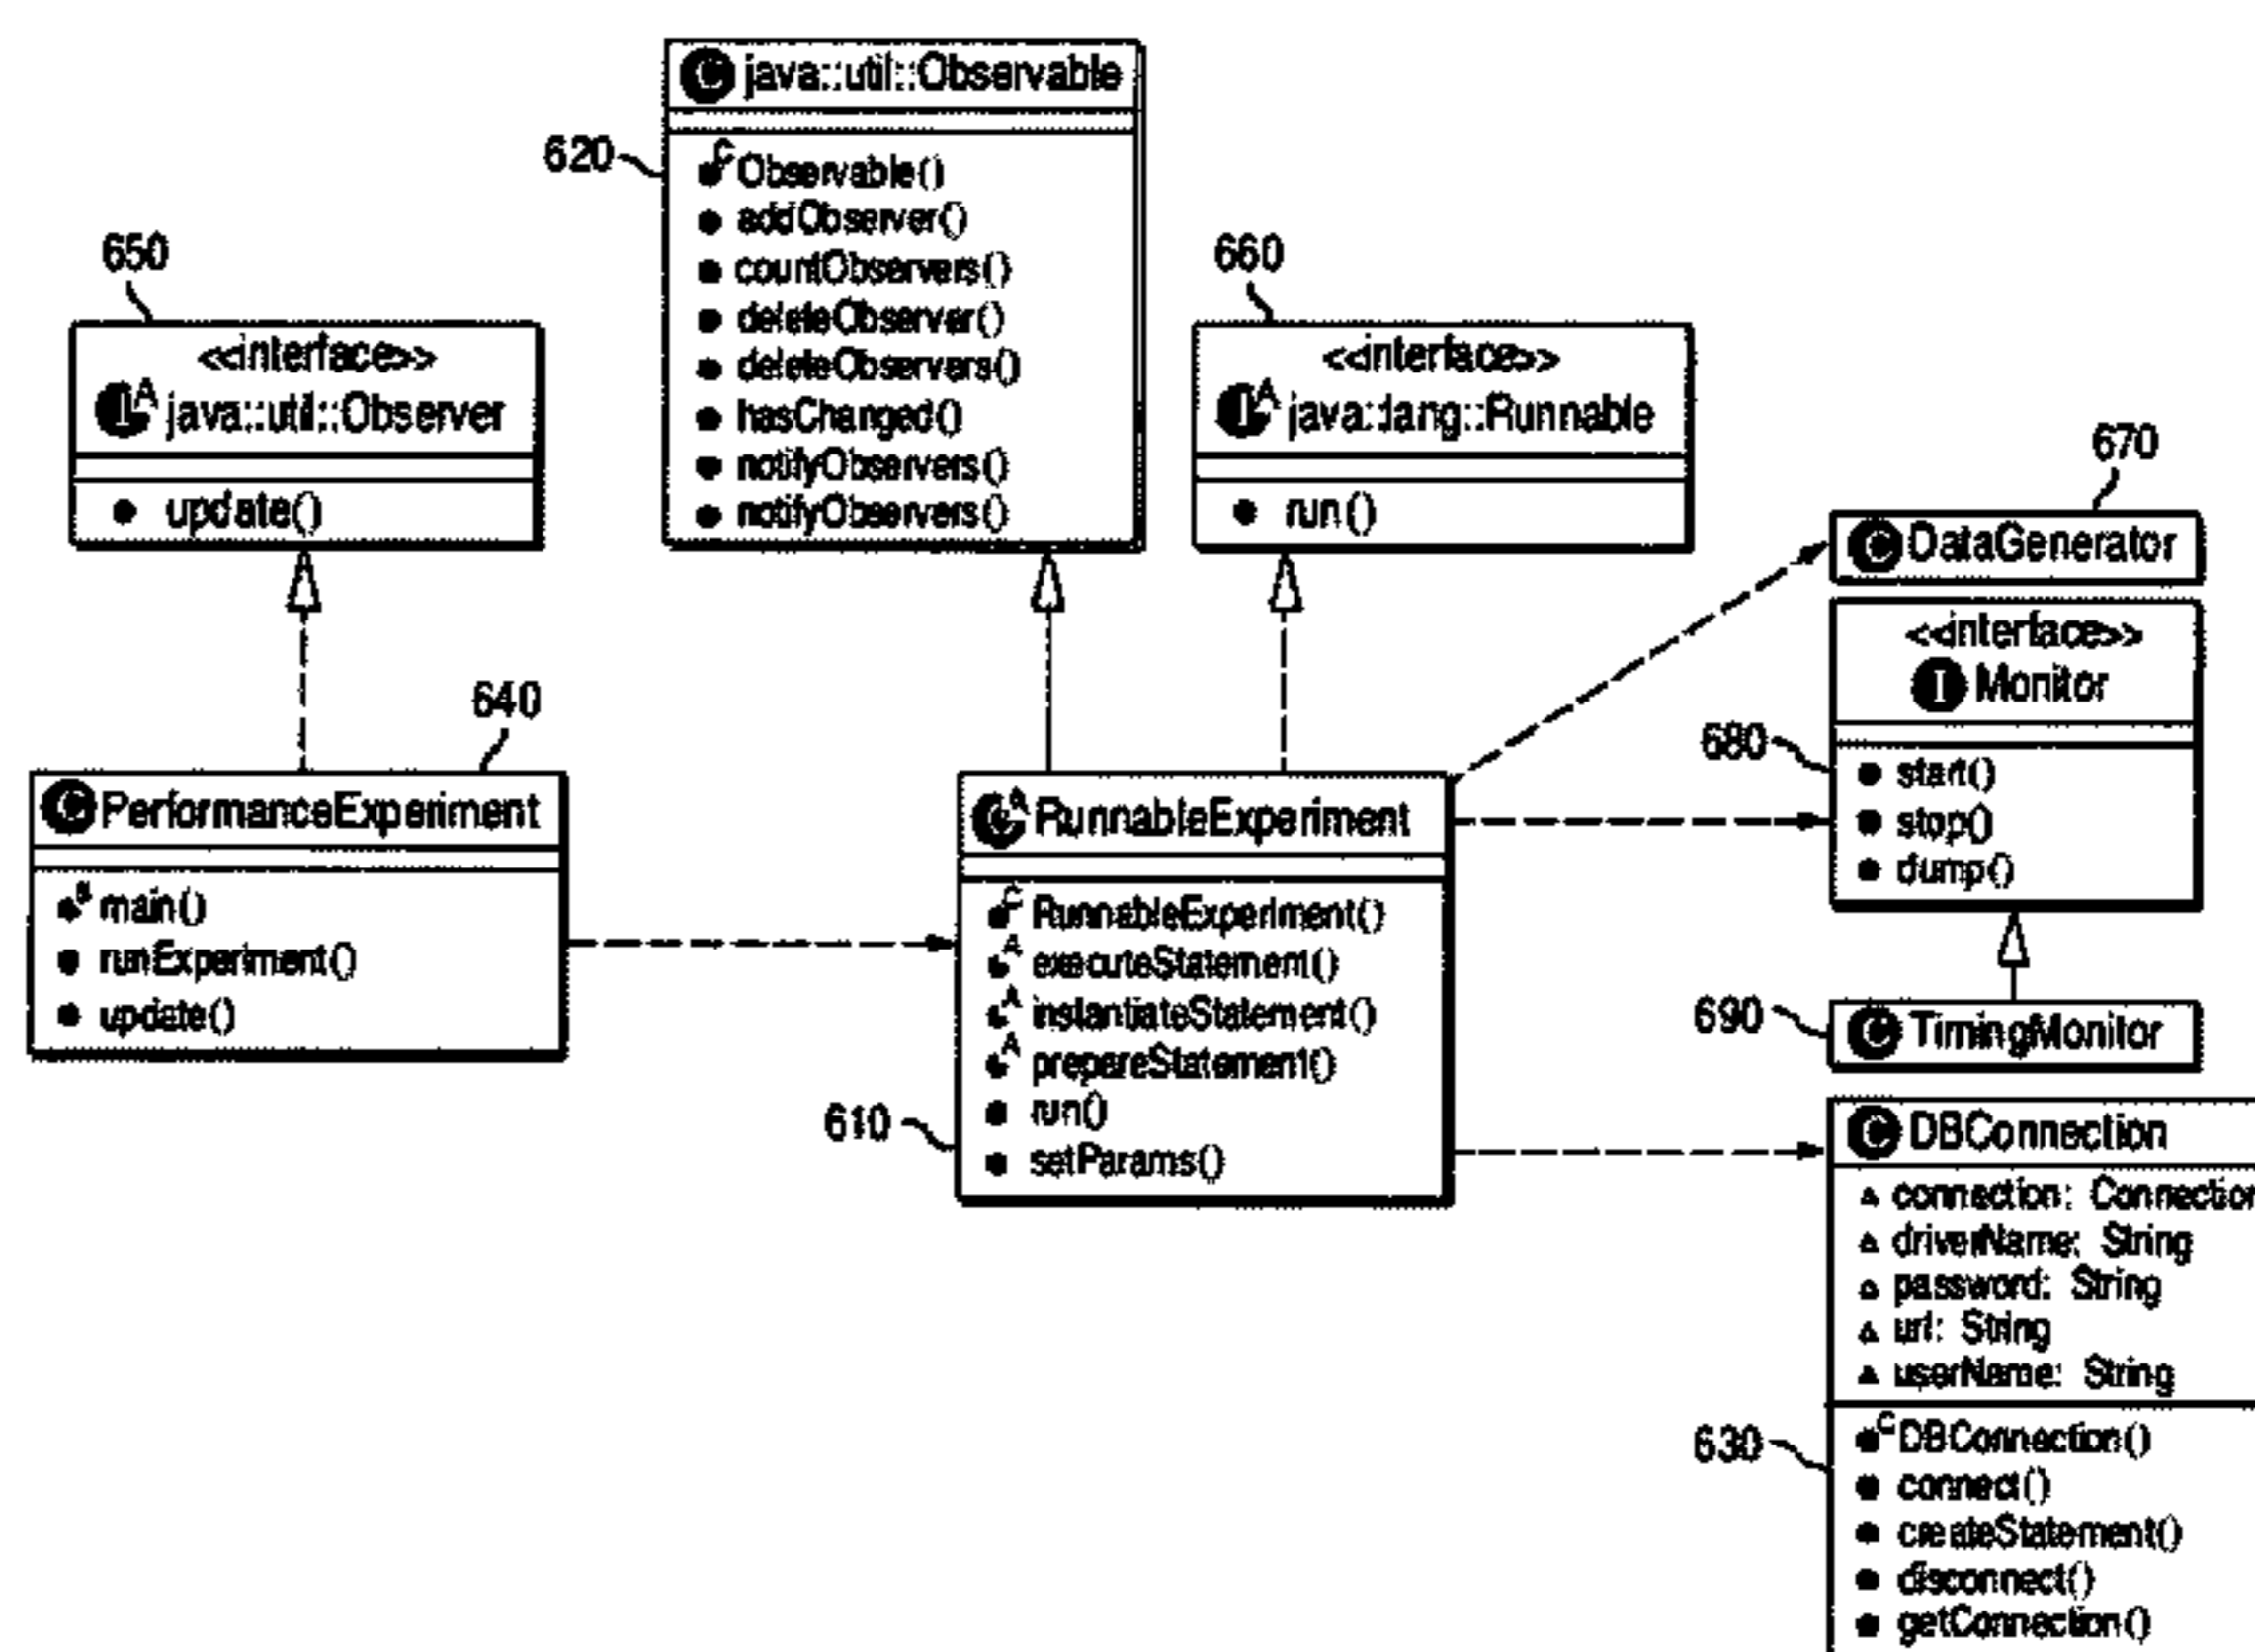 620
java::util::Observable
Observable()
addObserver()
countObservers()
deleteObserver()
deleteObservers()
hasChanged()
notifyObservers()
notifyObservers()
650
<<interface>>
java::util::Observer
update()
660
<<interface>>
java::lang::Runnable
run()
670
DataGenerator
680
<<interface>>
Monitor
start()
stop()
dump()
640
PerformanceExperiment
main()
runExperiment()
update()
610
RunnableExperiment
RunnableExperiment()
executeStatement()
instantiateStatement()
prepareStatement()
run()
setParams()
690
TimingMonitor
630
DBConnection
connection: Connection
driverName: String
password: String
url: String
userName: String
DBConnection()
connect()
createStatement()
disconnect()
getConnection()